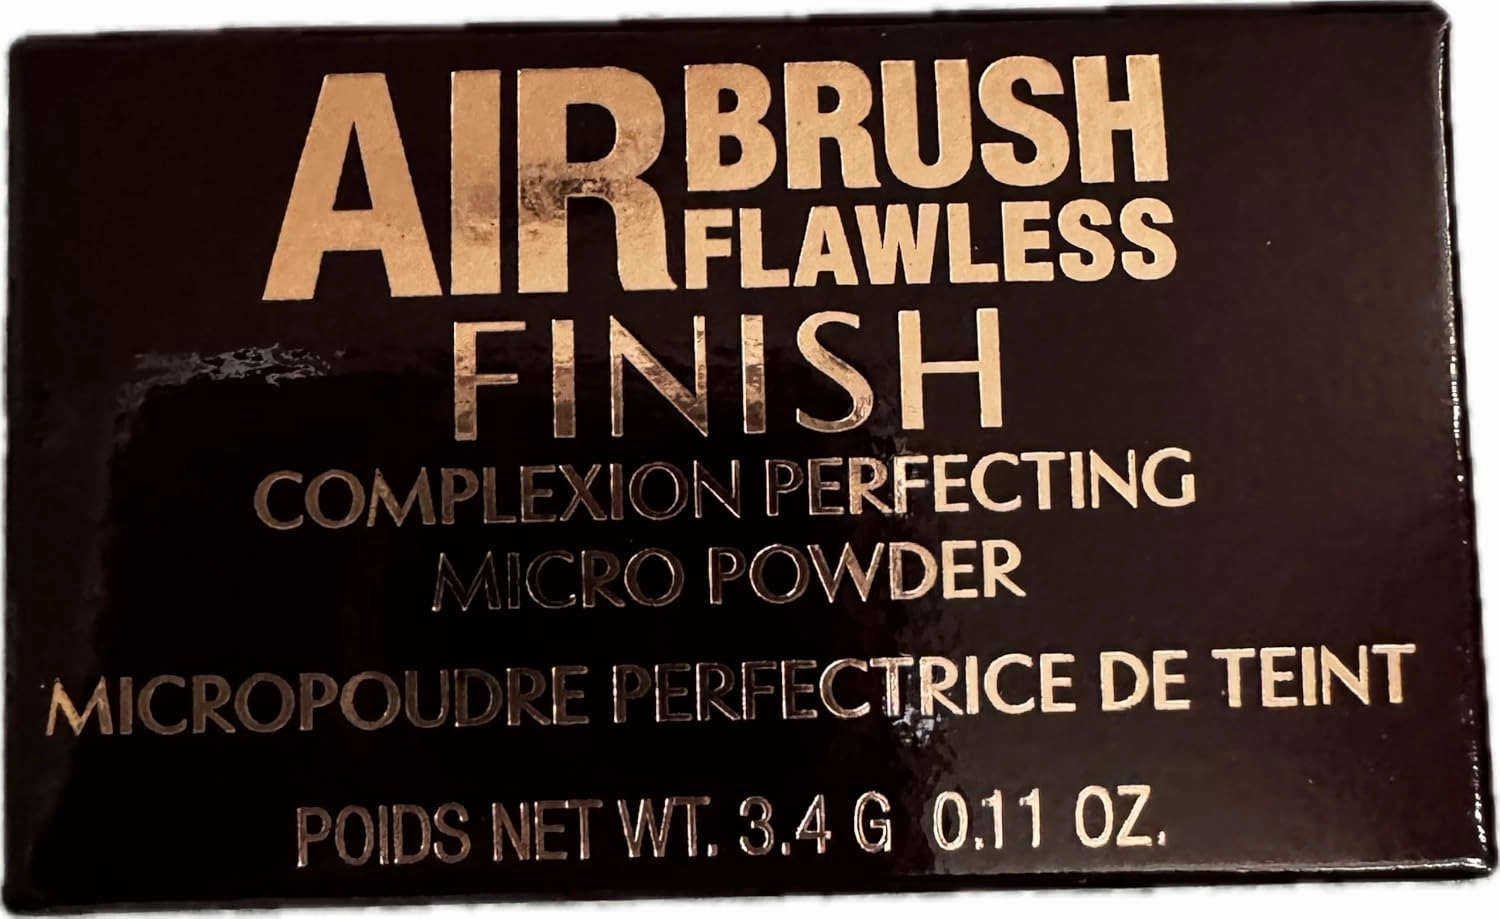 AIRBRUSH
FLAWLESS
FINISH
COMPLEXION PERFECTING
MICRO POWDER
MICROPOUDRE PERFECTRICE DE TEINT
POIDS NET WT. 3.4 G 0.11 OZ.